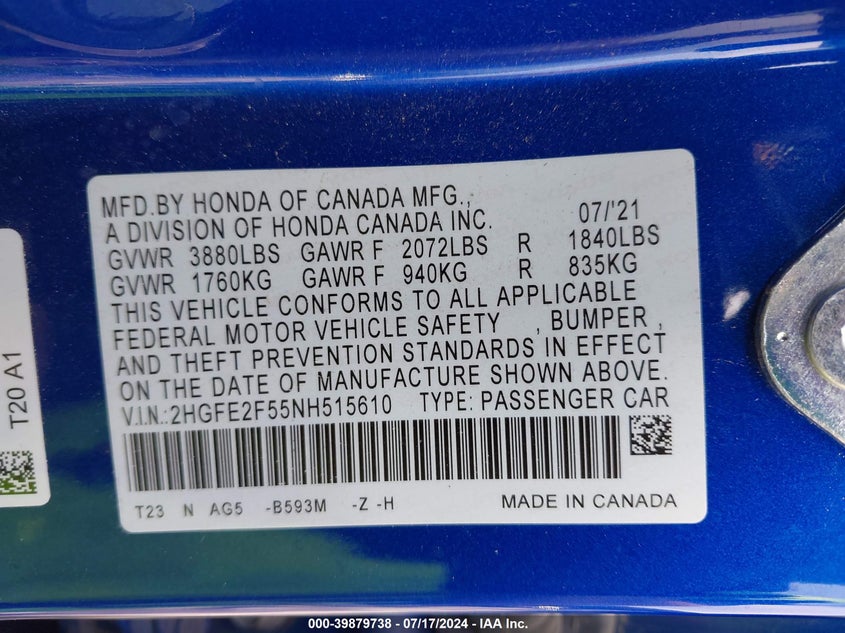 MFD.BY HONDA OF CANADA MFG.,
A DIVISION OF HONDA CANADA INC. 07/'21
GVWR 3880LBS GAWR F 2072LBS R 1840LBS
GVWR 1760KG GAWR F 940KG R 835KG
THIS VEHICLE CONFORMS TO ALL APPLICABLE
FEDERAL MOTOR VEHICLE SAFETY , BUMPER ,
AND THEFT PREVENTION STANDARDS IN EFFECT
ON THE DATE OF MANUFACTURE SHOWN ABOVE.
V.I.N.:2HGFE2F55NH515610 TYPE: PASSENGER CAR
T23 N AG5 -B593M -Z -H MADE IN CANADA
T20 A1
000-39879738 - 07/17/2024 - IAA Inc.